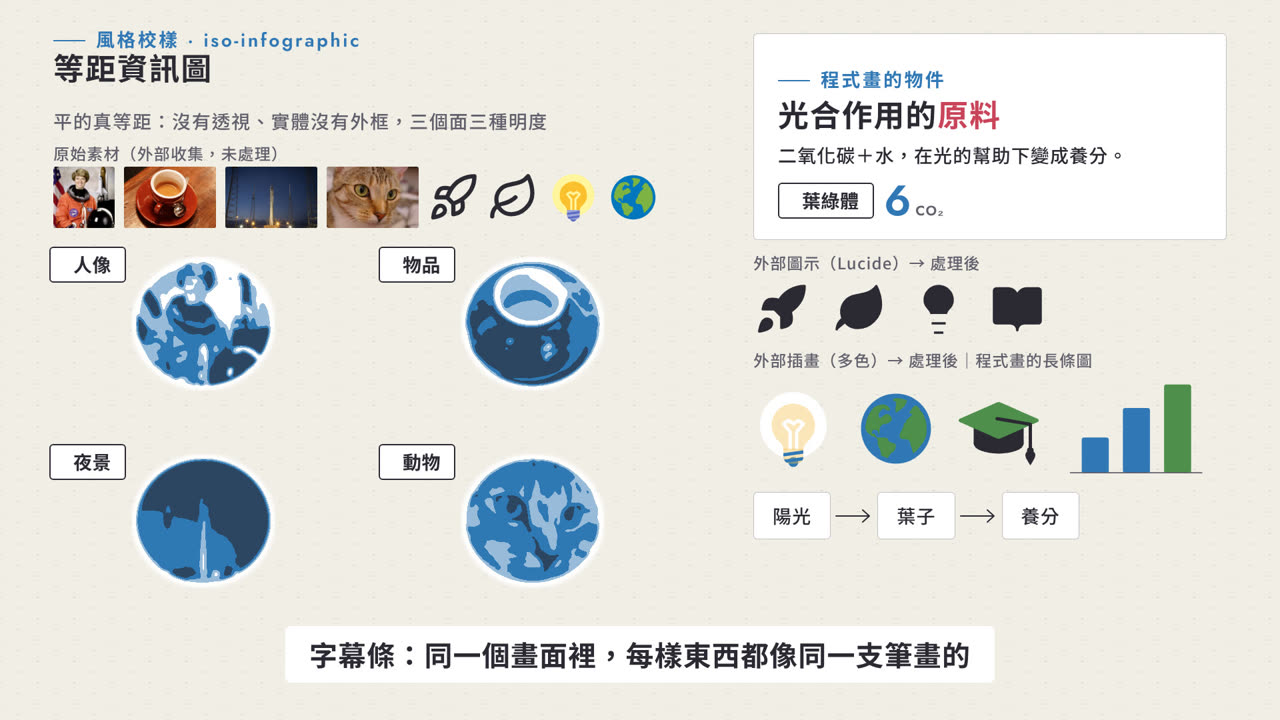 風格校樣 · iso-infographic
等距資訊圖
平的真等距：沒有透視、實體沒有外框，三個面三種明度
原始素材（外部收集，未處理）
人像
物品
夜景
動物
程式畫的物件
光合作用的原料
二氧化碳＋水，在光的幫助下變成養分。
葉綠體 6 CO₂
外部圖示（Lucide）→ 處理後
外部插畫（多色）→ 處理後｜程式畫的長條圖
陽光 → 葉子 → 養分
字幕條：同一個畫面裡，每樣東西都像同一支筆畫的